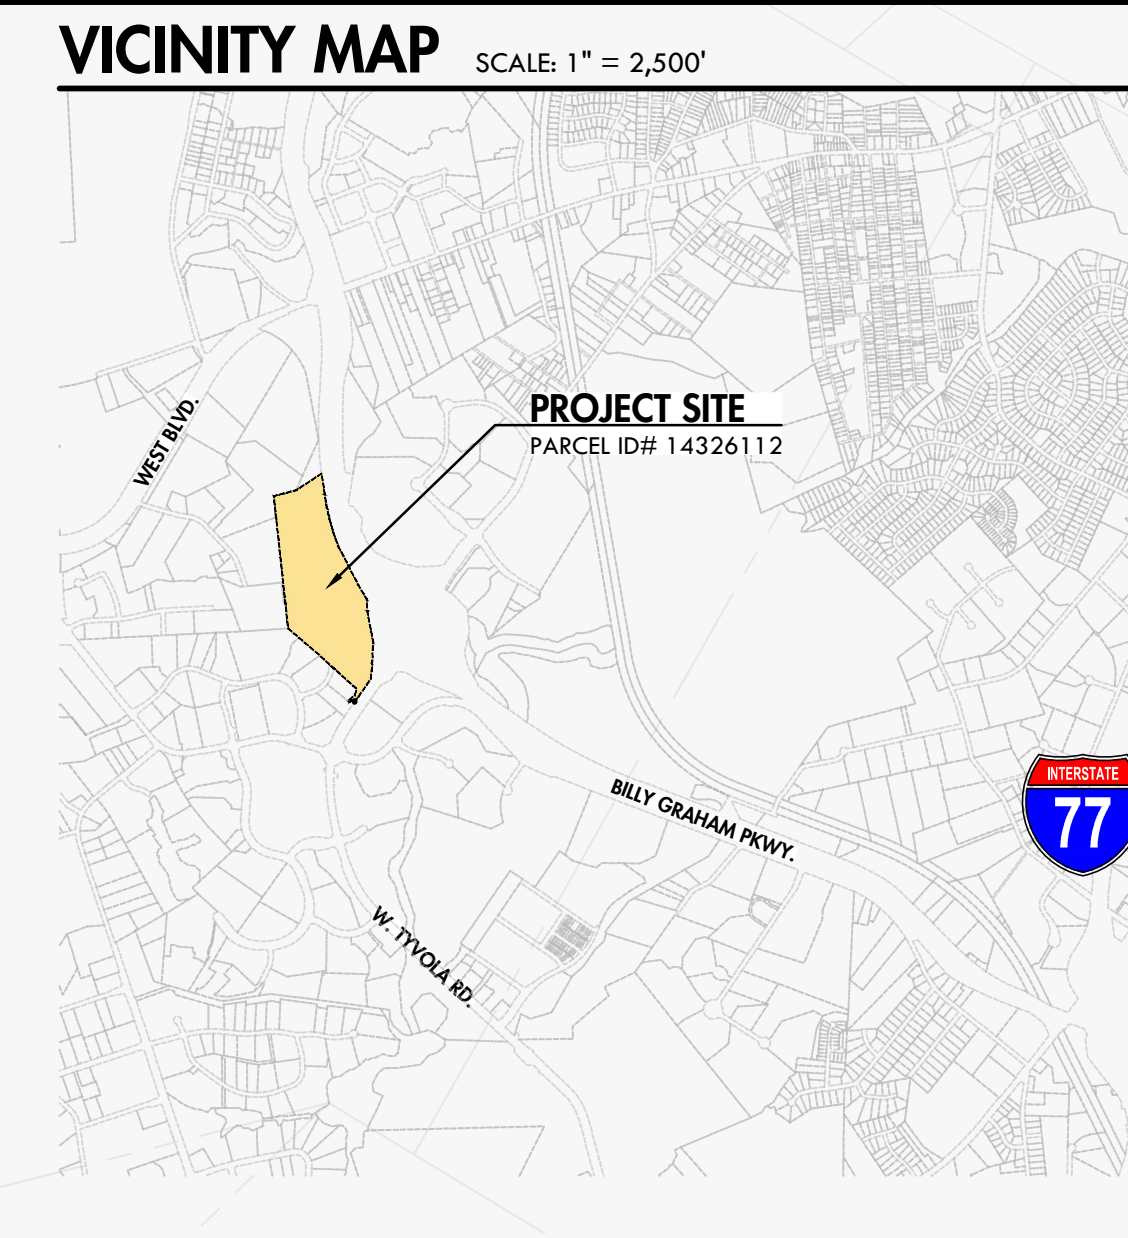 VICINITY MAP SCALE: 1" = 2,500'
WEST BLVD.
PROJECT SITE
PARCEL ID# 14326112
BILLY GRAHAM PKWY.
INTERSTATE
77
W. TYVOLA RD.